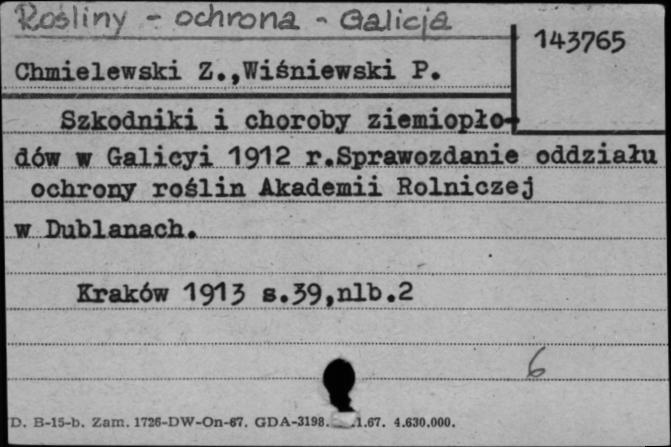 Rośliny - ochrona - Galicja
143765
Chmielewski Z.,Wiśniewski P.
Szkodniki i choroby ziemiopło-
dów w Galicyi 1912 r.Sprawozdanie oddziału
ochrony roślin Akademii Rolniczej
w Dublanach.
Kraków 1913 s.39,nlb.2
6
D. B-15-b. Zam. 1726-DW-On-67. GDA-3198. 1.67. 4.630.000.